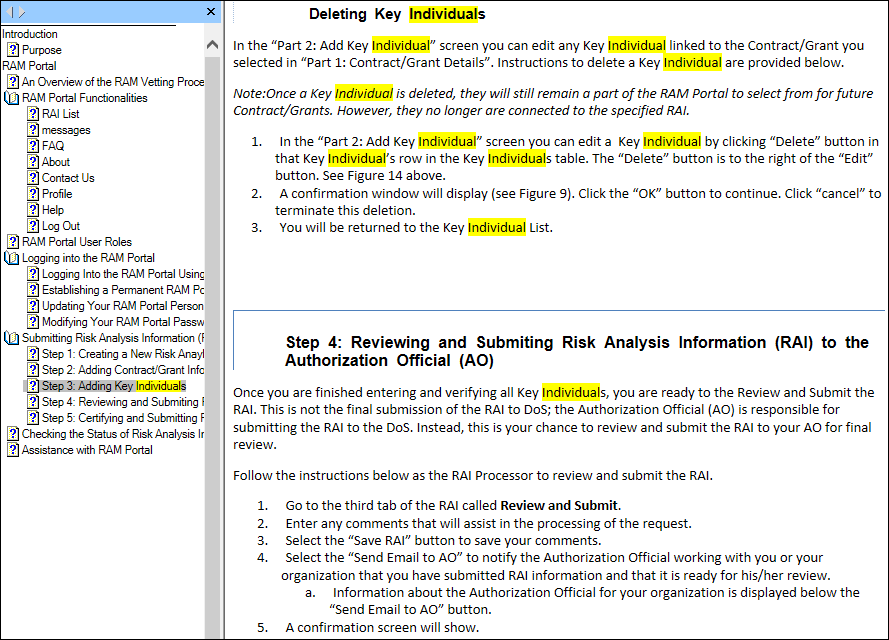 Introduction
Purpose
RAM Portal
An Overview of the RAM Vetting Proce
RAM Portal Functionalities
RAI List
messages
FAQ
About
Contact Us
Profile
Help
Log Out
RAM Portal User Roles
Logging into the RAM Portal
Logging Into the RAM Portal Using
Establishing a Permanent RAM Po
Updating Your RAM Portal Person
Modifying Your RAM Portal Passw
Submitting Risk Analysis Information (R
Step 1: Creating a New Risk Anayl
Step 2: Adding Contract/Grant Info
Step 3: Adding Key Individuals
Step 4: Reviewing and Submiting R
Step 5: Certifying and Submitting R
Checking the Status of Risk Analysis Ir
Assistance with RAM Portal
Deleting Key Individuals
In the “Part 2: Add Key Individual” screen you can edit any Key Individual linked to the Contract/Grant you
selected in “Part 1: Contract/Grant Details”. Instructions to delete a Key Individual are provided below.
Note:Once a Key Individual is deleted, they will still remain a part of the RAM Portal to select from for future
Contract/Grants. However, they no longer are connected to the specified RAI.
1. In the “Part 2: Add Key Individual” screen you can edit a Key Individual by clicking “Delete” button in
that Key Individual’s row in the Key Individuals table. The “Delete” button is to the right of the “Edit”
button. See Figure 14 above.
2. A confirmation window will display (see Figure 9). Click the “OK” button to continue. Click “cancel” to
terminate this deletion.
3. You will be returned to the Key Individual List.
Step 4: Reviewing and Submiting Risk Analysis Information (RAI) to the
Authorization Official (AO)
Once you are finished entering and verifying all Key Individuals, you are ready to the Review and Submit the
RAI. This is not the final submission of the RAI to DoS; the Authorization Official (AO) is responsible for
submitting the RAI to the DoS. Instead, this is your chance to review and submit the RAI to your AO for final
review.
Follow the instructions below as the RAI Processor to review and submit the RAI.
1. Go to the third tab of the RAI called Review and Submit.
2. Enter any comments that will assist in the processing of the request.
3. Select the “Save RAI” button to save your comments.
4. Select the “Send Email to AO” to notify the Authorization Official working with you or your
organization that you have submitted RAI information and that it is ready for his/her review.
a. Information about the Authorization Official for your organization is displayed below the
“Send Email to AO” button.
5. A confirmation screen will show.